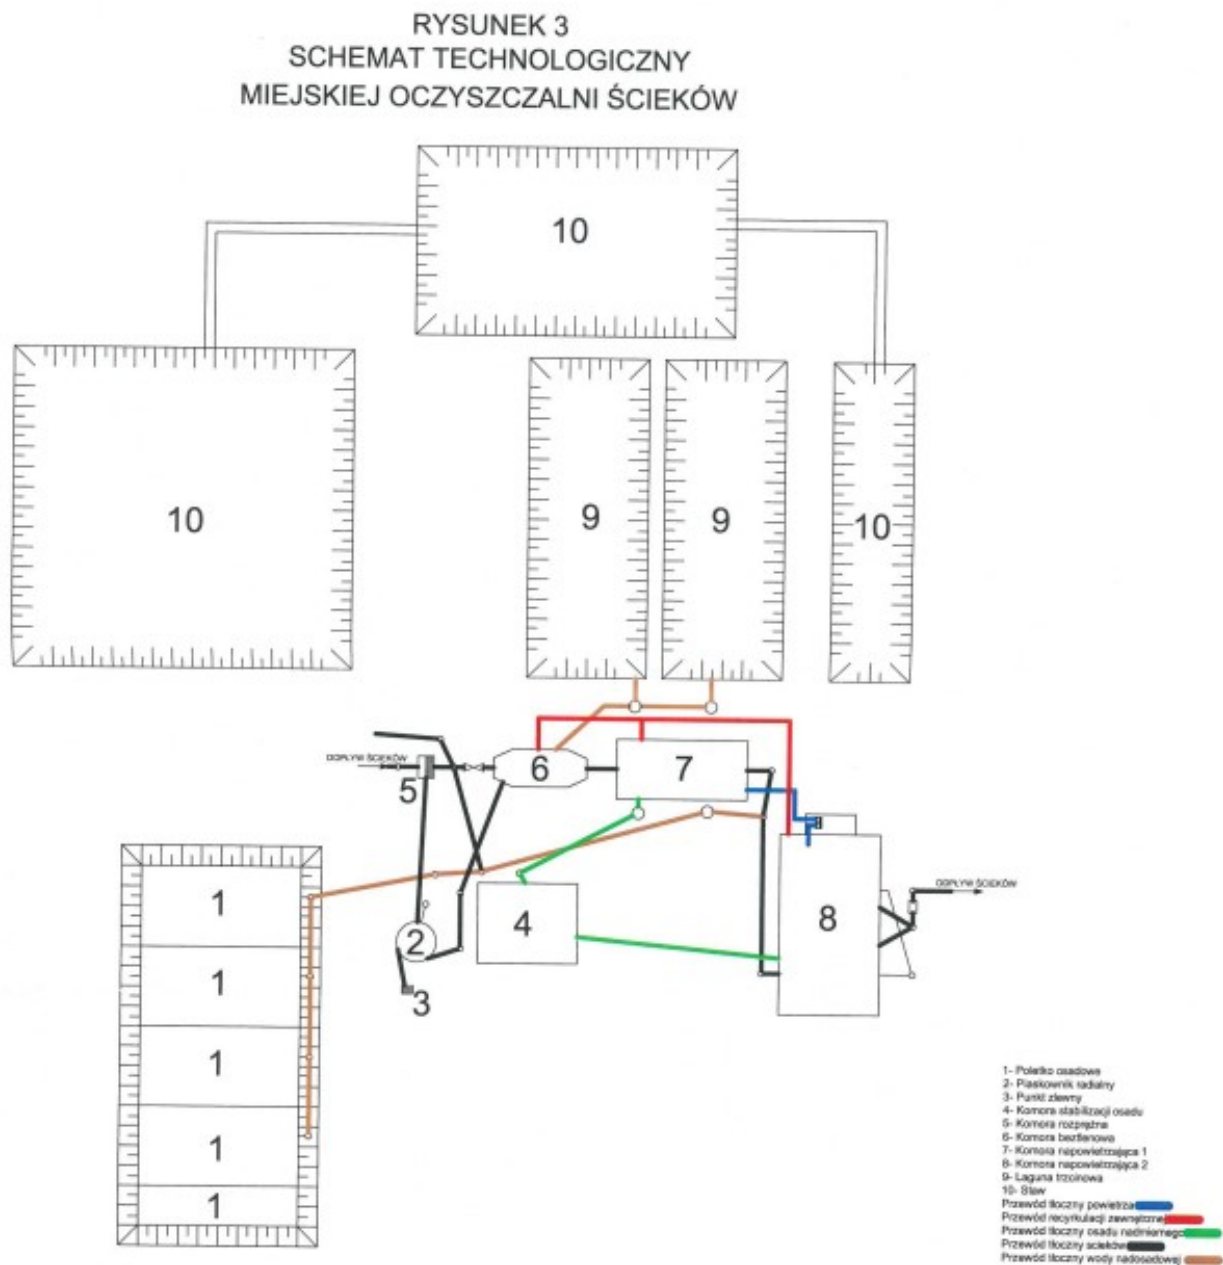 RYSUNEK 3
SCHEMAT TECHNOLOGICZNY
MIEJSKIEJ OCZYSZCZALNI ŚCIEKÓW
10
10
9
9
10
DOPŁYW ŚCIEKÓW
5
6
7
1
2
3
4
8
ODPŁYW ŚCIEKÓW
1
1
1
1
1- Poletko osadowe
2- Piaskownik radialny
3- Punkt zlewny
4- Komora stabilizacji osadu
5- Komora rozprężna
6- Komora beztlenowa
7- Komora napowietrzająca 1
8- Komora napowietrzająca 2
9- Laguna trzcinowa
10- Staw
Przewód tłoczny powietrza
Przewód recyrkulacji zewnętrznej
Przewód tłoczny osadu nadmiernego
Przewód tłoczny ścieków
Przewód tłoczny wody nadosadowej